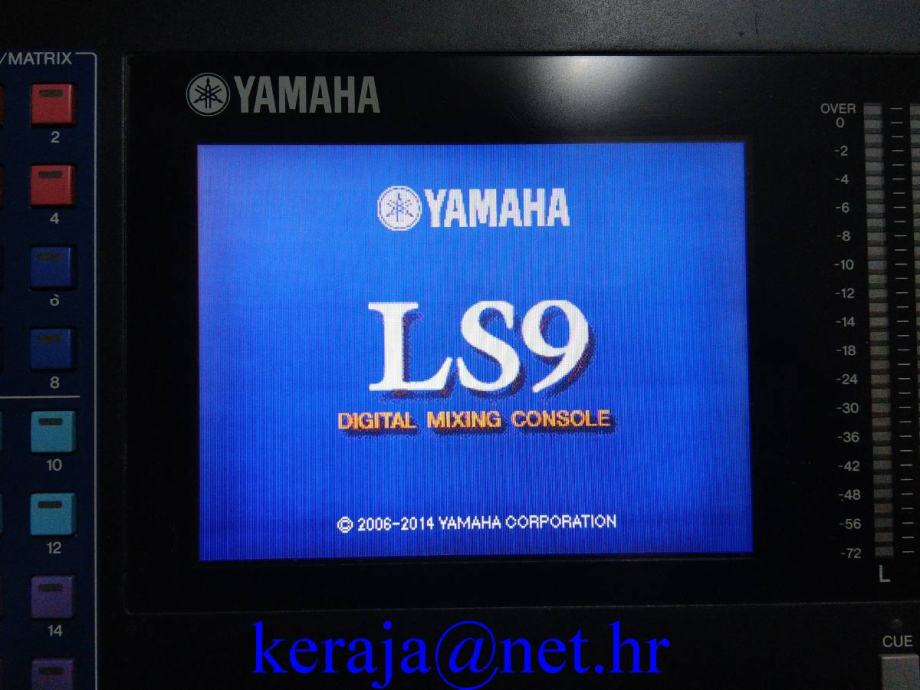 /MATRIX
2
4
6
8
10
12
14
YAMAHA
YAMAHA
LS9
DIGITAL MIXING CONSOLE
© 2006-2014 YAMAHA CORPORATION
OVER
0
-2
-4
-6
-8
-10
-12
-14
-18
-24
-30
-36
-42
-48
-56
-72
L
CUE
keraja@net.hr